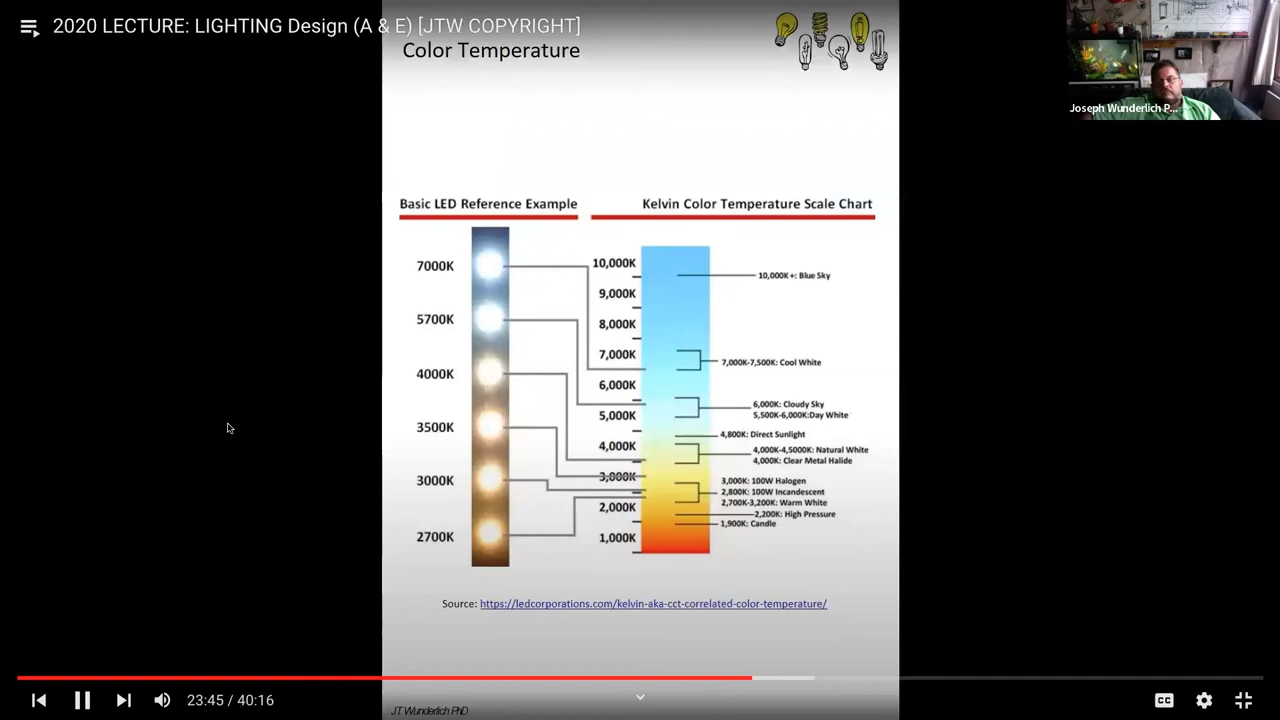 2020 LECTURE: LIGHTING Design (A & E) [JTW COPYRIGHT]
Color Temperature
Joseph Wunderlich P...
Basic LED Reference Example
Kelvin Color Temperature Scale Chart
7000K
5700K
4000K
3500K
3000K
2700K
10,000K
9,000K
8,000K
7,000K
6,000K
5,000K
4,000K
3,000K
2,000K
1,000K
10,000K+: Blue Sky
7,000K-7,500K: Cool White
6,000K: Cloudy Sky
5,500K-6,000K:Day White
4,800K: Direct Sunlight
4,000K-4,5000K: Natural White
4,000K: Clear Metal Halide
3,000K: 100W Halogen
2,800K: 100W Incandescent
2,700K-3,200K: Warm White
2,200K: High Pressure
1,900K: Candle
Source: https://ledcorporations.com/kelvin-aka-cct-correlated-color-temperature/
23:45 / 40:16
CC
JT Wunderlich PhD